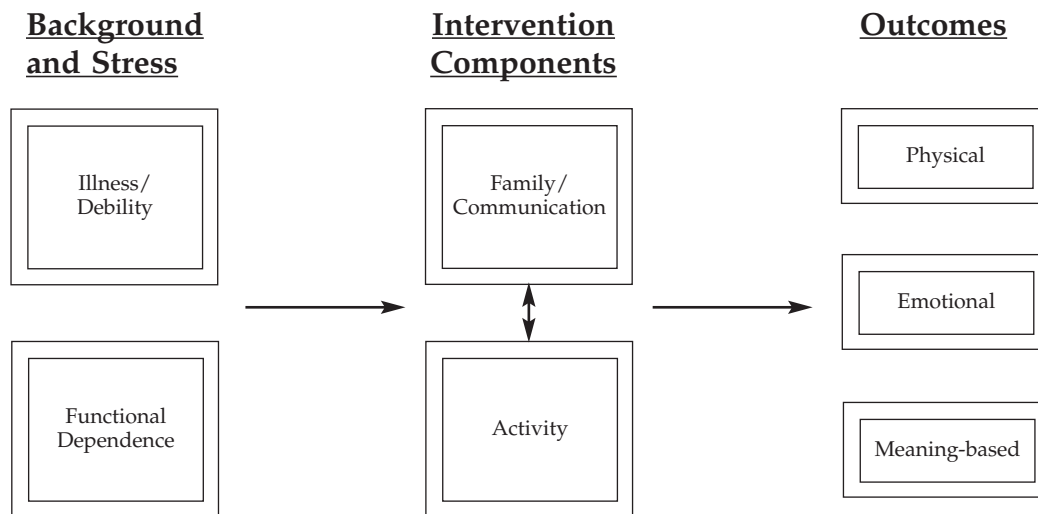 Background
and Stress
Intervention
Components
Outcomes
Illness/
Debility
Functional
Dependence
Family/
Communication
Activity
Physical
Emotional
Meaning-based